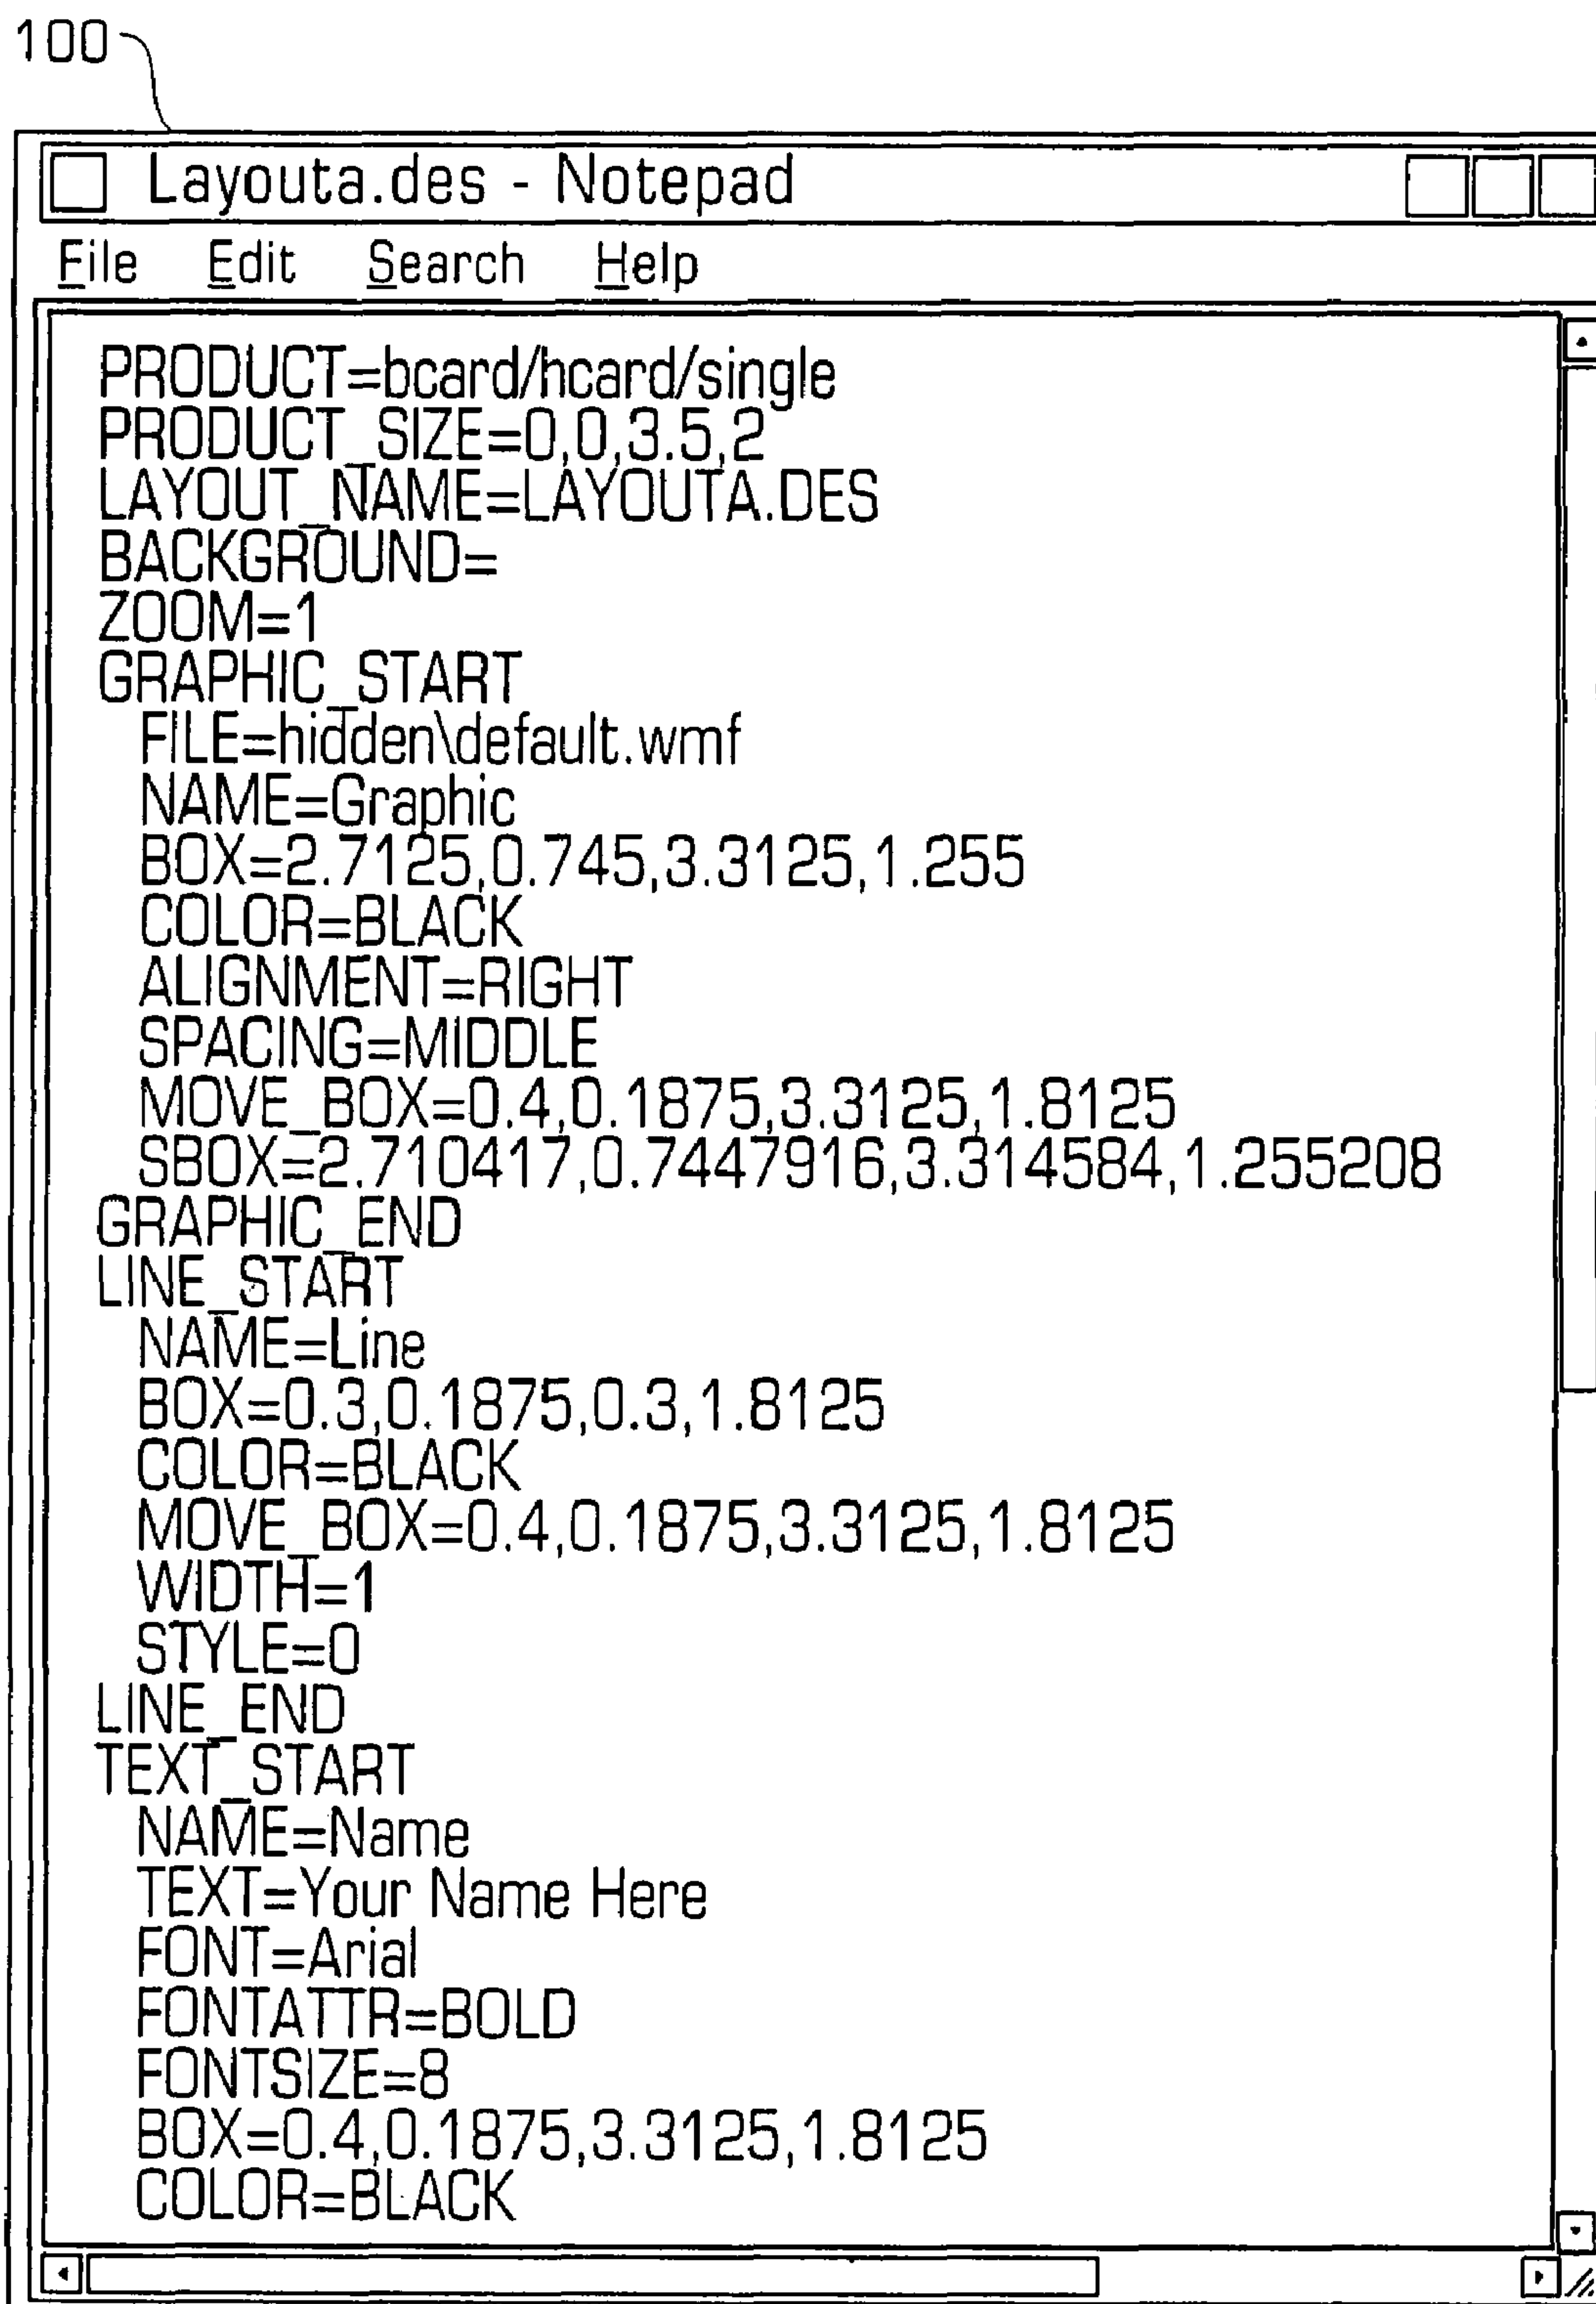 100
Layouta.des - Notepad
File Edit Search Help
PRODUCT=bcard/hcard/single
PRODUCT_SIZE=0,0,3.5,2
LAYOUT_NAME=LAYOUTA.DES
BACKGROUND=
ZOOM=1
GRAPHIC_START
FILE=hidden\default.wmf
NAME=Graphic
BOX=2.7125,0.745,3.3125,1.255
COLOR=BLACK
ALIGNMENT=RIGHT
SPACING=MIDDLE
MOVE_BOX=0.4,0.1875,3.3125,1.8125
SBOX=2.710417,0.7447916,3.314584,1.255208
GRAPHIC_END
LINE_START
NAME=Line
BOX=0.3,0.1875,0.3,1.8125
COLOR=BLACK
MOVE_BOX=0.4,0.1875,3.3125,1.8125
WIDTH=1
STYLE=0
LINE_END
TEXT_START
NAME=Name
TEXT=Your Name Here
FONT=Arial
FONTATTR=BOLD
FONTSIZE=8
BOX=0.4,0.1875,3.3125,1.8125
COLOR=BLACK